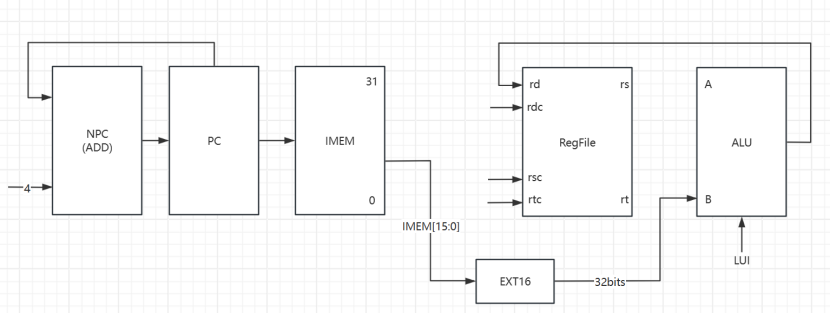 NPC
(ADD)
4
PC
31
IMEM
0
IMEM[15:0]
EXT16
32bits
rd
rs
rdc
RegFile
rsc
rtc
rt
A
ALU
B
LUI